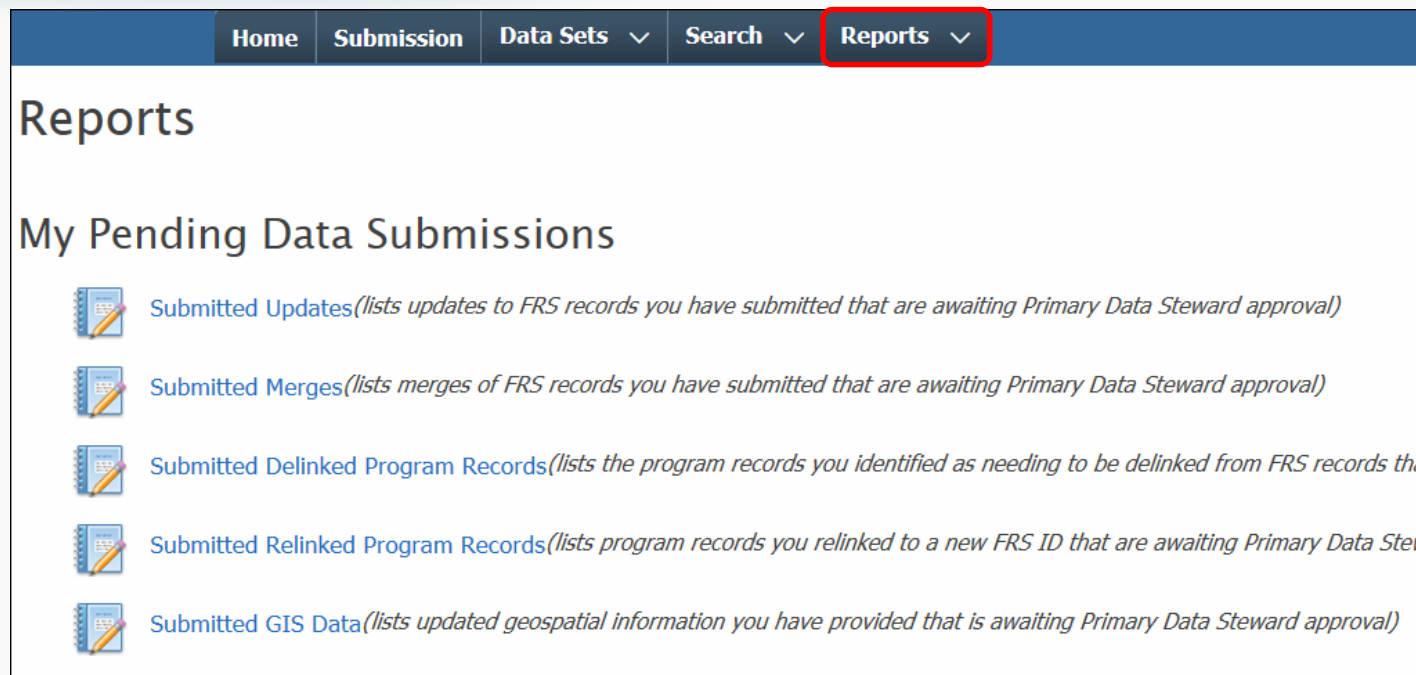 Home Submission Data Sets Search Reports
Reports
My Pending Data Submissions
Submitted Updates(lists updates to FRS records you have submitted that are awaiting Primary Data Steward approval)
Submitted Merges(lists merges of FRS records you have submitted that are awaiting Primary Data Steward approval)
Submitted Delinked Program Records(lists the program records you identified as needing to be delinked from FRS records
Submitted Relinked Program Records(lists program records you relinked to a new FRS ID that are awaiting Primary Data
Submitted GIS Data(lists updated geospatial information you have provided that is awaiting Primary Data Steward approval)